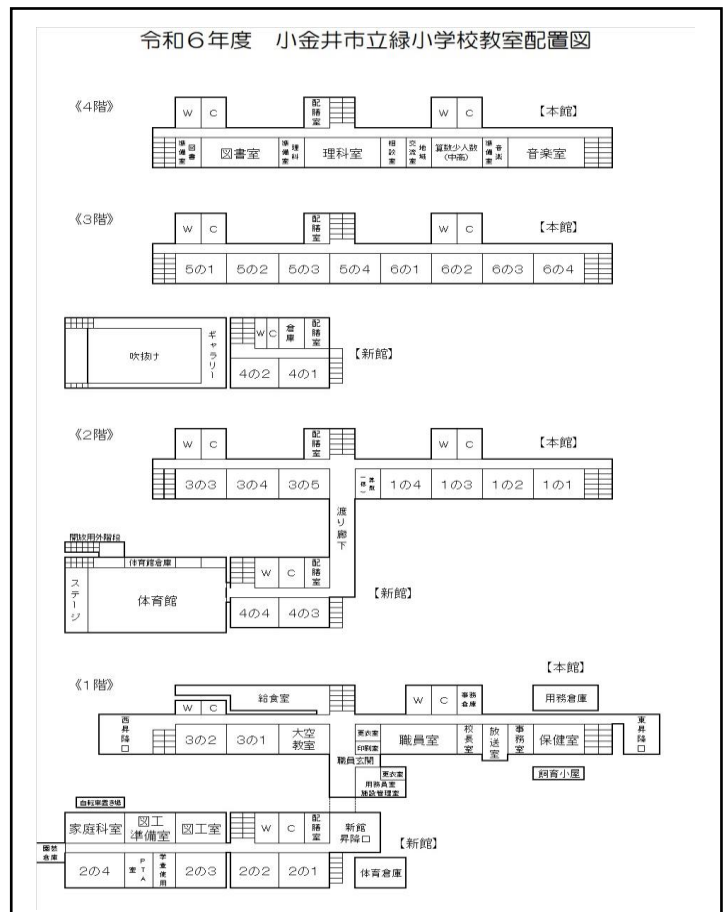 令和６年度　小金井市立緑小学校教室配置図
《4階》
W C
配膳室
W C
【本館】
図書準備室
図書室
理科準備室
理科室
相談室
地域交流室
算数少人数(中高)
音楽準備室
音楽室
《3階》
W C
配膳室
W C
【本館】
5の1 5の2 5の3 5の4 6の1 6の2 6の3 6の4
吹抜け
ギャラリー
W C
倉庫
配膳室
【新館】
4の2 4の1
《2階》
W C
配膳室
W C
【本館】
3の3 3の4 3の5
1の4 1の3 1の2 1の1
渡り廊下
開放用外階段
体育館倉庫
ステージ
体育館
W C
配膳室
【新館】
4の4 4の3
【本館】
《1階》
給食室
W C
W C
事務倉庫
用務倉庫
西昇降口
3の2 3の1
大空教室
更衣室
印刷室
職員室
校長室
放送室
事務室
保健室
東昇降口
職員玄関
更衣室
用務員室
施設管理室
飼育小屋
自転車置き場
家庭科室
図工準備室
図工室
W C
配膳室
新館昇降口
【新館】
園芸倉庫
2の4
PTA室
学童使用
2の3 2の2 2の1
体育倉庫